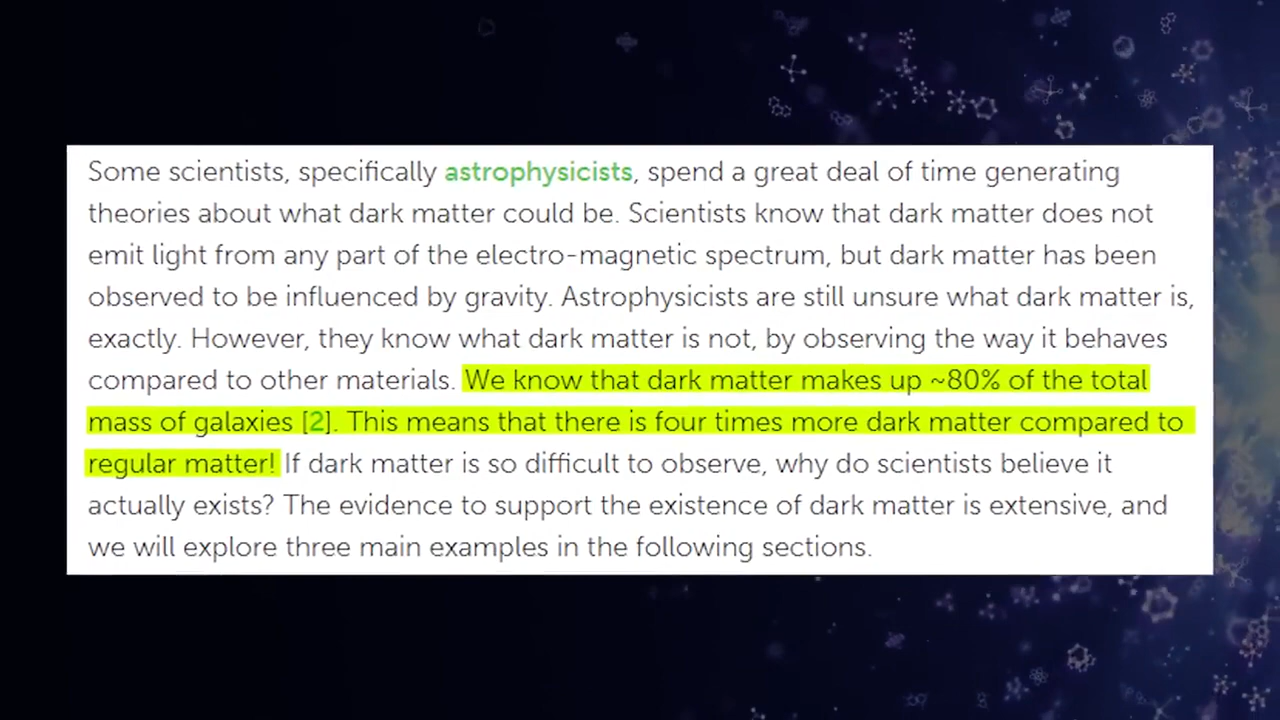 Some scientists, specifically astrophysicists, spend a great deal of time generating
theories about what dark matter could be. Scientists know that dark matter does not
emit light from any part of the electro-magnetic spectrum, but dark matter has been
observed to be influenced by gravity. Astrophysicists are still unsure what dark matter is,
exactly. However, they know what dark matter is not, by observing the way it behaves
compared to other materials. We know that dark matter makes up ~80% of the total
mass of galaxies [2]. This means that there is four times more dark matter compared to
regular matter! If dark matter is so difficult to observe, why do scientists believe it
actually exists? The evidence to support the existence of dark matter is extensive, and
we will explore three main examples in the following sections.